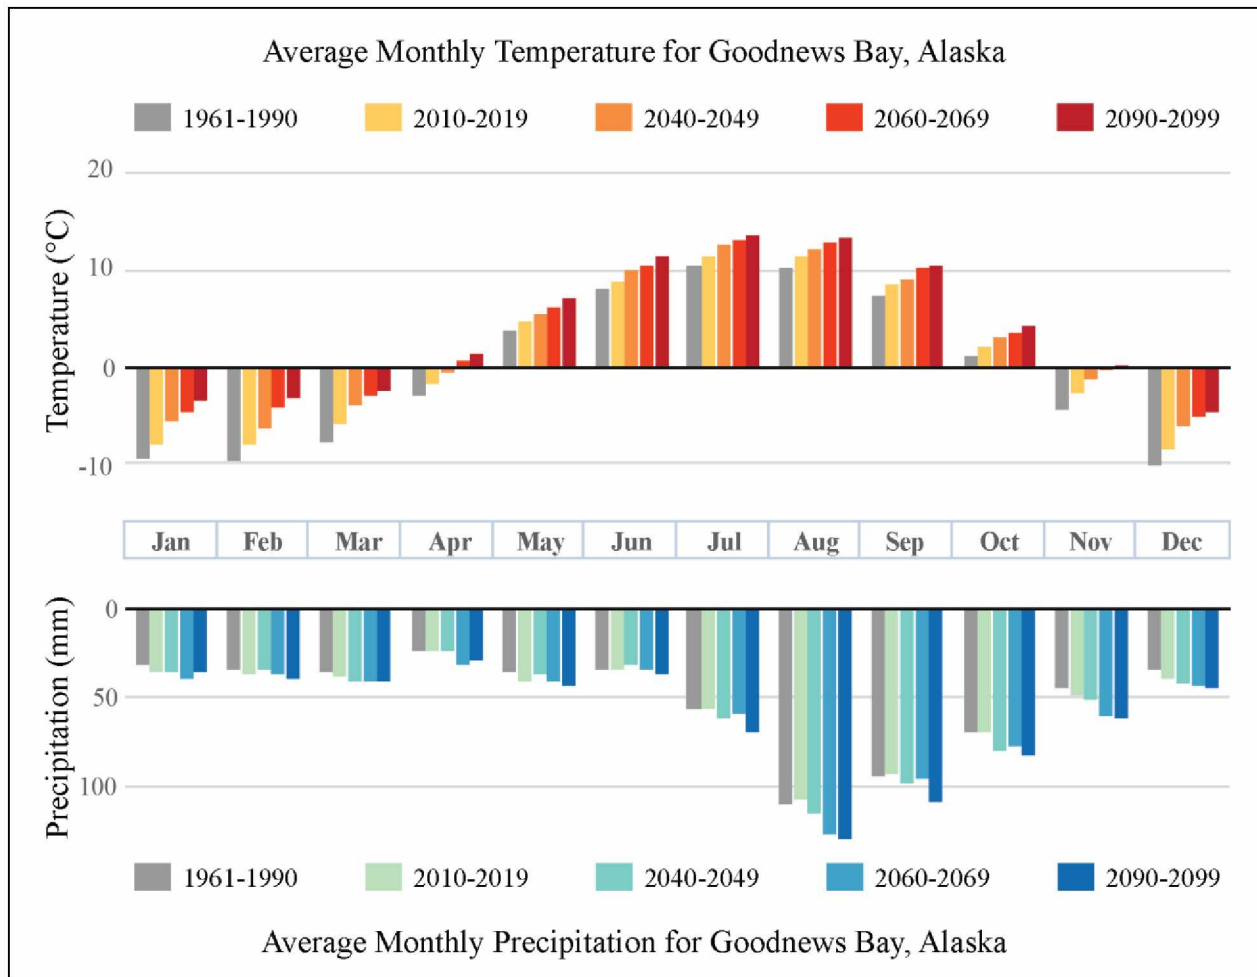 Average Monthly Temperature for Goodnews Bay, Alaska
1961-1990 2010-2019 2040-2049 2060-2069 2090-2099
Temperature (°C)
20
10
0
-10
Jan Feb Mar Apr May Jun Jul Aug Sep Oct Nov Dec
Precipitation (mm)
0
50
100
1961-1990 2010-2019 2040-2049 2060-2069 2090-2099
Average Monthly Precipitation for Goodnews Bay, Alaska